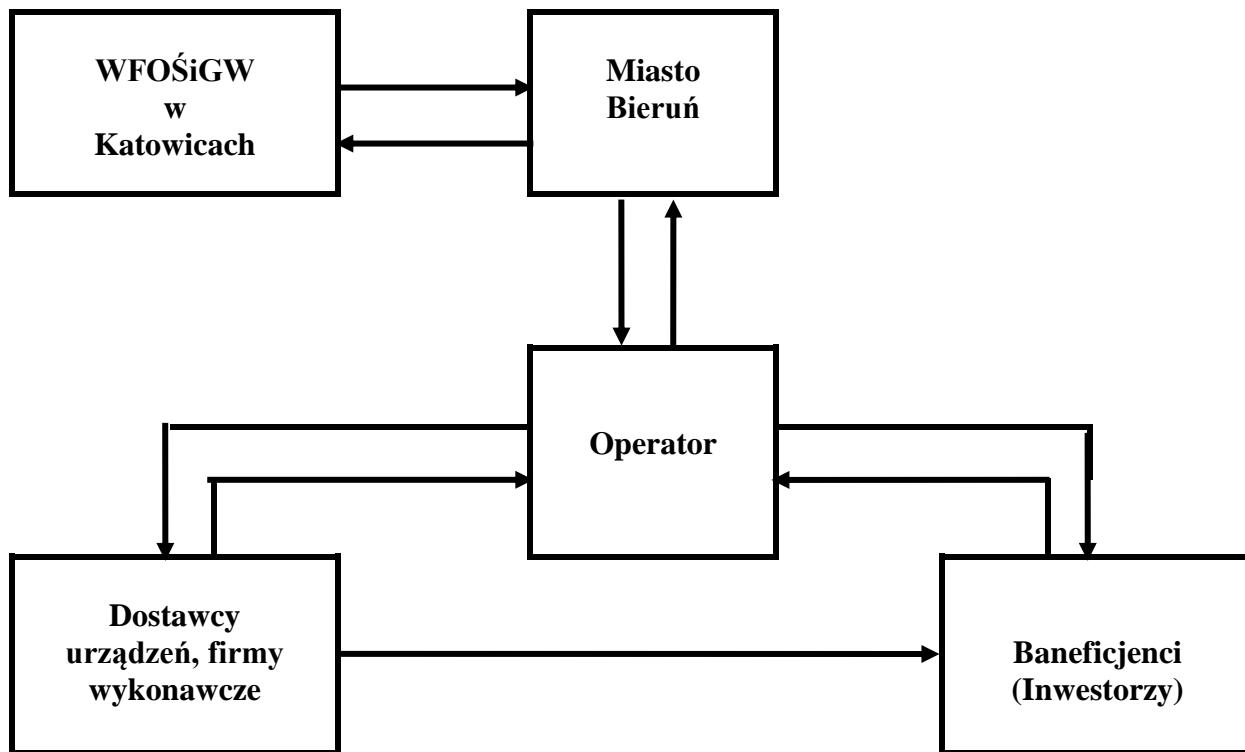 WFOŚiGW
w
Katowicach
Miasto
Bieruń
Operator
Dostawcy
urządzeń, firmy
wykonawcze
Baneficjenci
(Inwestorzy)